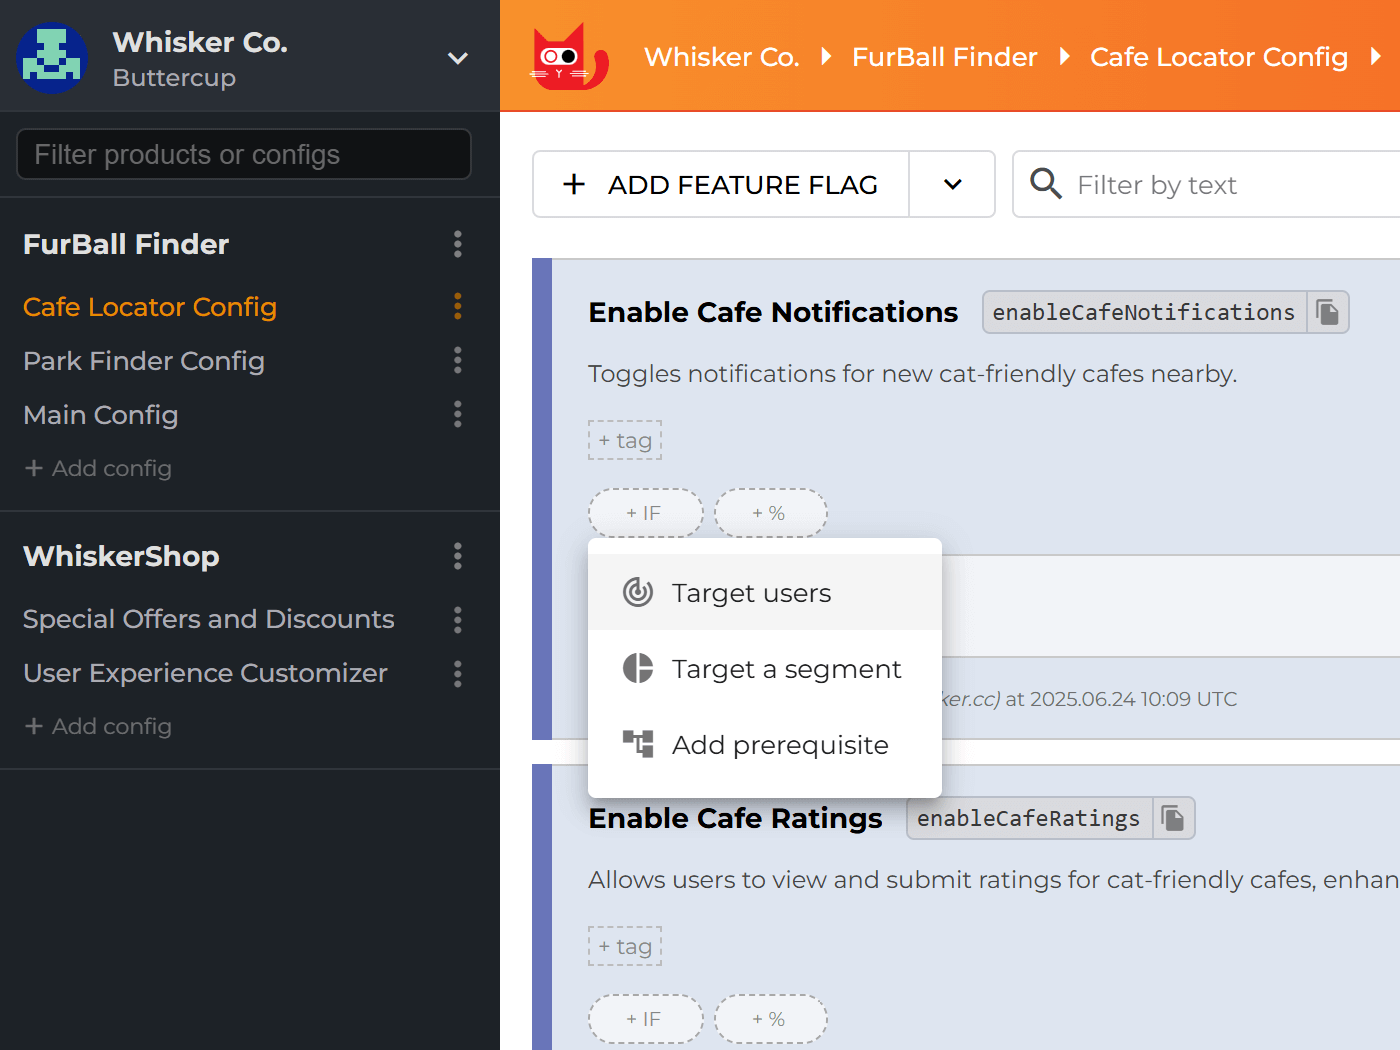 Whisker Co.
Buttercup
Filter products or configs
FurBall Finder
Cafe Locator Config
Park Finder Config
Main Config
+ Add config
WhiskerShop
Special Offers and Discounts
User Experience Customizer
+ Add config
Whisker Co. FurBall Finder Cafe Locator Config
+ ADD FEATURE FLAG
Filter by text
Enable Cafe Notifications enableCafeNotifications
Toggles notifications for new cat-friendly cafes nearby.
+ tag
+ IF + %
Target users
Target a segment
Add prerequisite
ker.cc) at 2025.06.24 10:09 UTC
Enable Cafe Ratings enableCafeRatings
Allows users to view and submit ratings for cat-friendly cafes, enhan
+ tag
+ IF + %